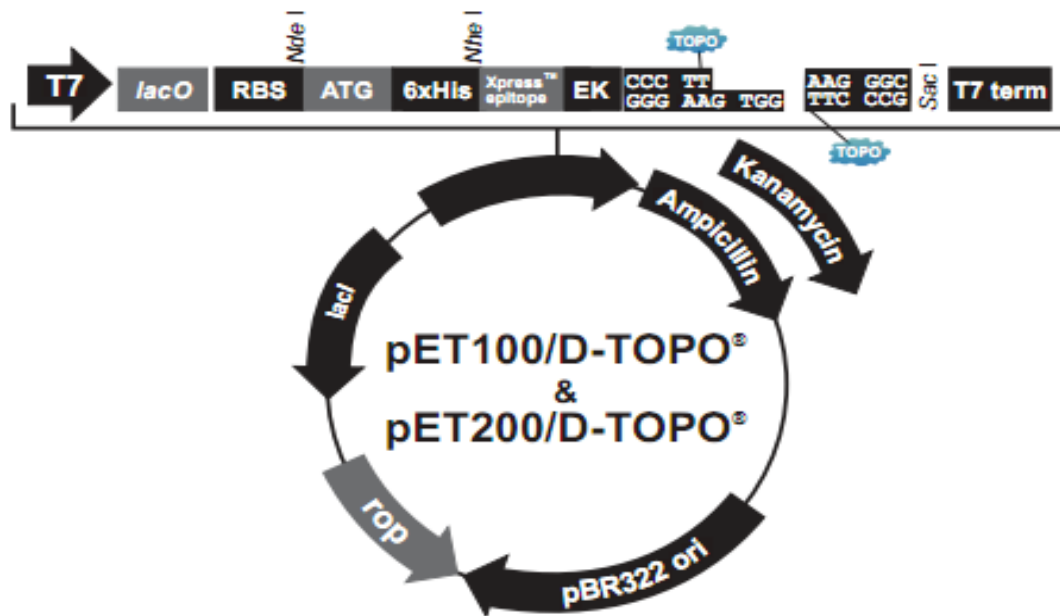 Nde I
Nhe I
TOPO
T7 lacO RBS ATG 6xHis Xpress™ epitope EK CCC TT AAG GGC Sac I T7 term
GGG AAG TGG TTC CCG
TOPO
Kanamycin
Ampicillin
lacI
pET100/D-TOPO®
&
pET200/D-TOPO®
rop
pBR322 ori